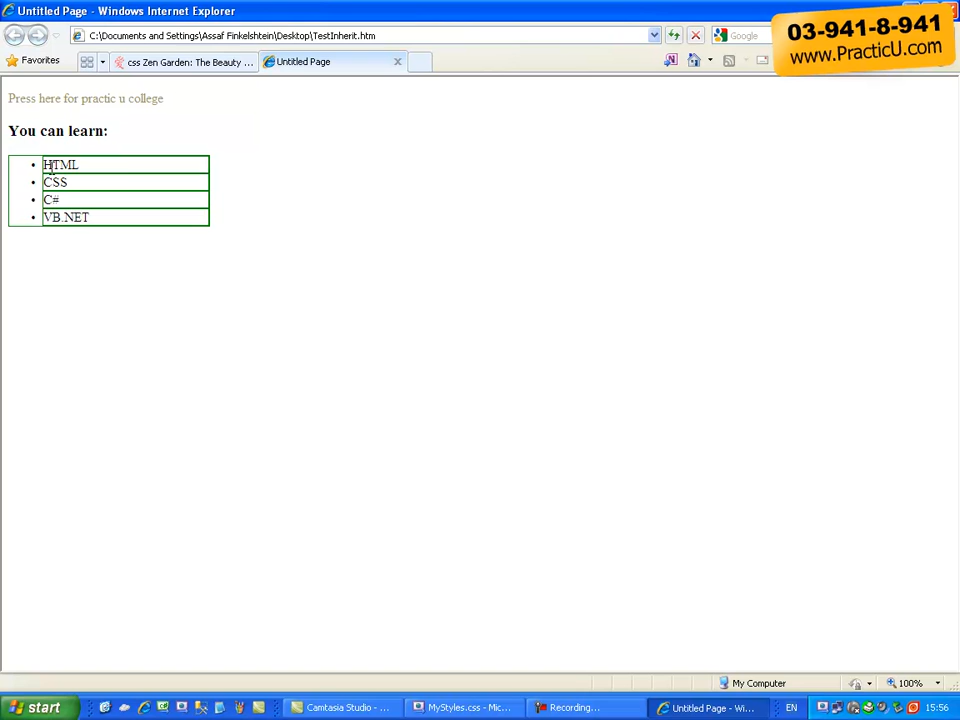 Untitled Page - Windows Internet Explorer
C:\Documents and Settings\Assaf Finkelshtein\Desktop\TestInherit.htm
Google
03-941-8-941
www.PracticU.com
Favorites
css Zen Garden: The Beauty ...
Untitled Page
Press here for practic u college
You can learn:
• HTML
• CSS
• C#
• VB.NET
My Computer
100%
start
Camtasia Studio - ...
MyStyles.css - Mic...
Recording...
Untitled Page - Wi...
EN
15:56